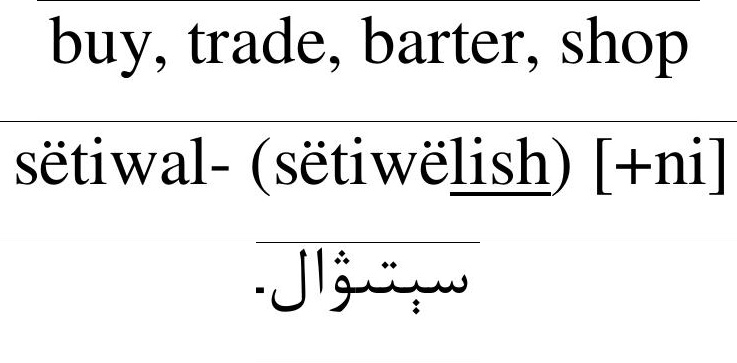 buy, trade, barter, shop
sëtiwal- (sëtiwëlish) [+ni]
سېتىۋال-